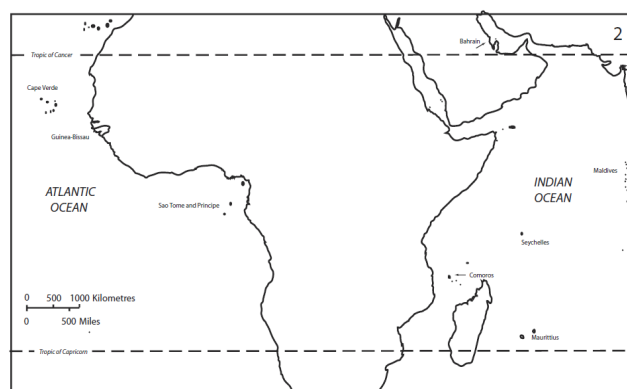 2
Bahrain
Tropic of Cancer
Cape Verde
Guinea-Bissau
Maldives
ATLANTIC
OCEAN
INDIAN
OCEAN
Sao Tome and Principe
Seychelles
Comoros
0 500 1000 Kilometres
0 500 Miles
Maurittius
Tropic of Capricorn